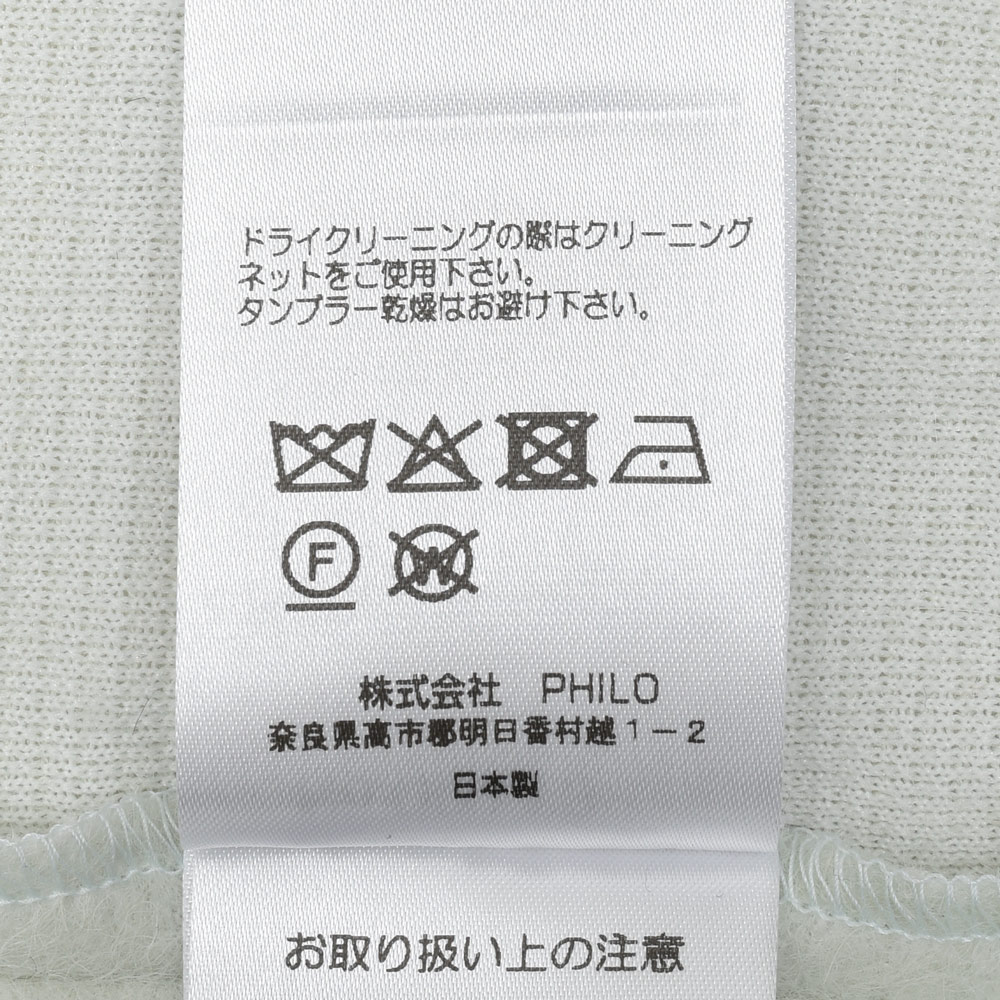 ドライクリーニングの際はクリーニング
ネットをご使用下さい。
タンブラー乾燥はお避け下さい。
F
W
株式会社　PHILO
奈良県高市郡明日香村越１－２
日本製
お取り扱い上の注意